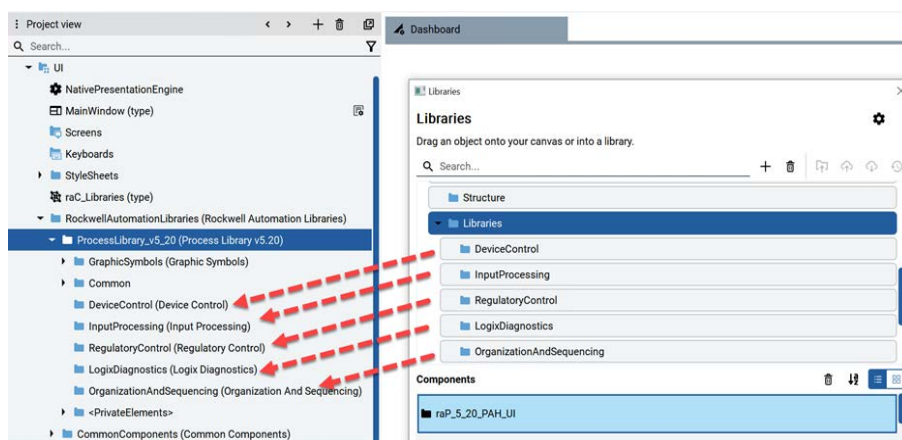 Project view
Search...
UI
NativePresentationEngine
MainWindow (type)
Screens
Keyboards
StyleSheets
raC_Libraries (type)
RockwellAutomationLibraries (Rockwell Automation Libraries)
ProcessLibrary_v5_20 (Process Library v5.20)
GraphicSymbols (Graphic Symbols)
Common
DeviceControl (Device Control)
InputProcessing (Input Processing)
RegulatoryControl (Regulatory Control)
LogixDiagnostics (Logix Diagnostics)
OrganizationAndSequencing (Organization And Sequencing)
<PrivateElements>
CommonComponents (Common Components)
Dashboard
Libraries
Libraries
Drag an object onto your canvas or into a library.
Search...
Structure
Libraries
DeviceControl
InputProcessing
RegulatoryControl
LogixDiagnostics
OrganizationAndSequencing
Components
raP_5_20_PAH_UI